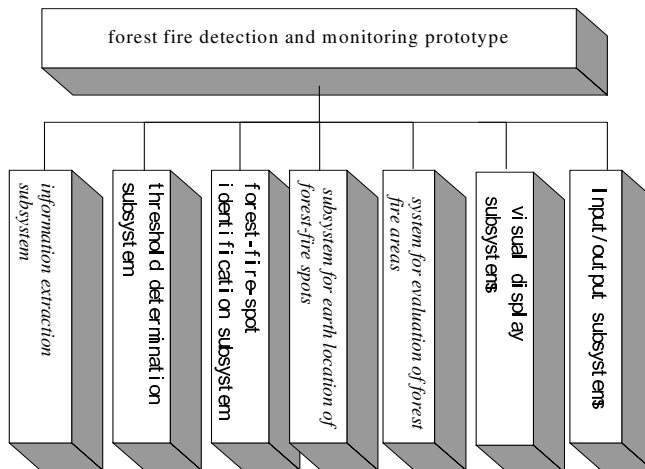 forest fire detection and monitoring prototype
information extraction
subsystem
threshold determination
subsystem
forest-fire-spot
identification subsystem
subsystem for earth location of
forest-fire spots
system for evaluation of forest
fire areas
visual display
subsystems
Input/output subsystems